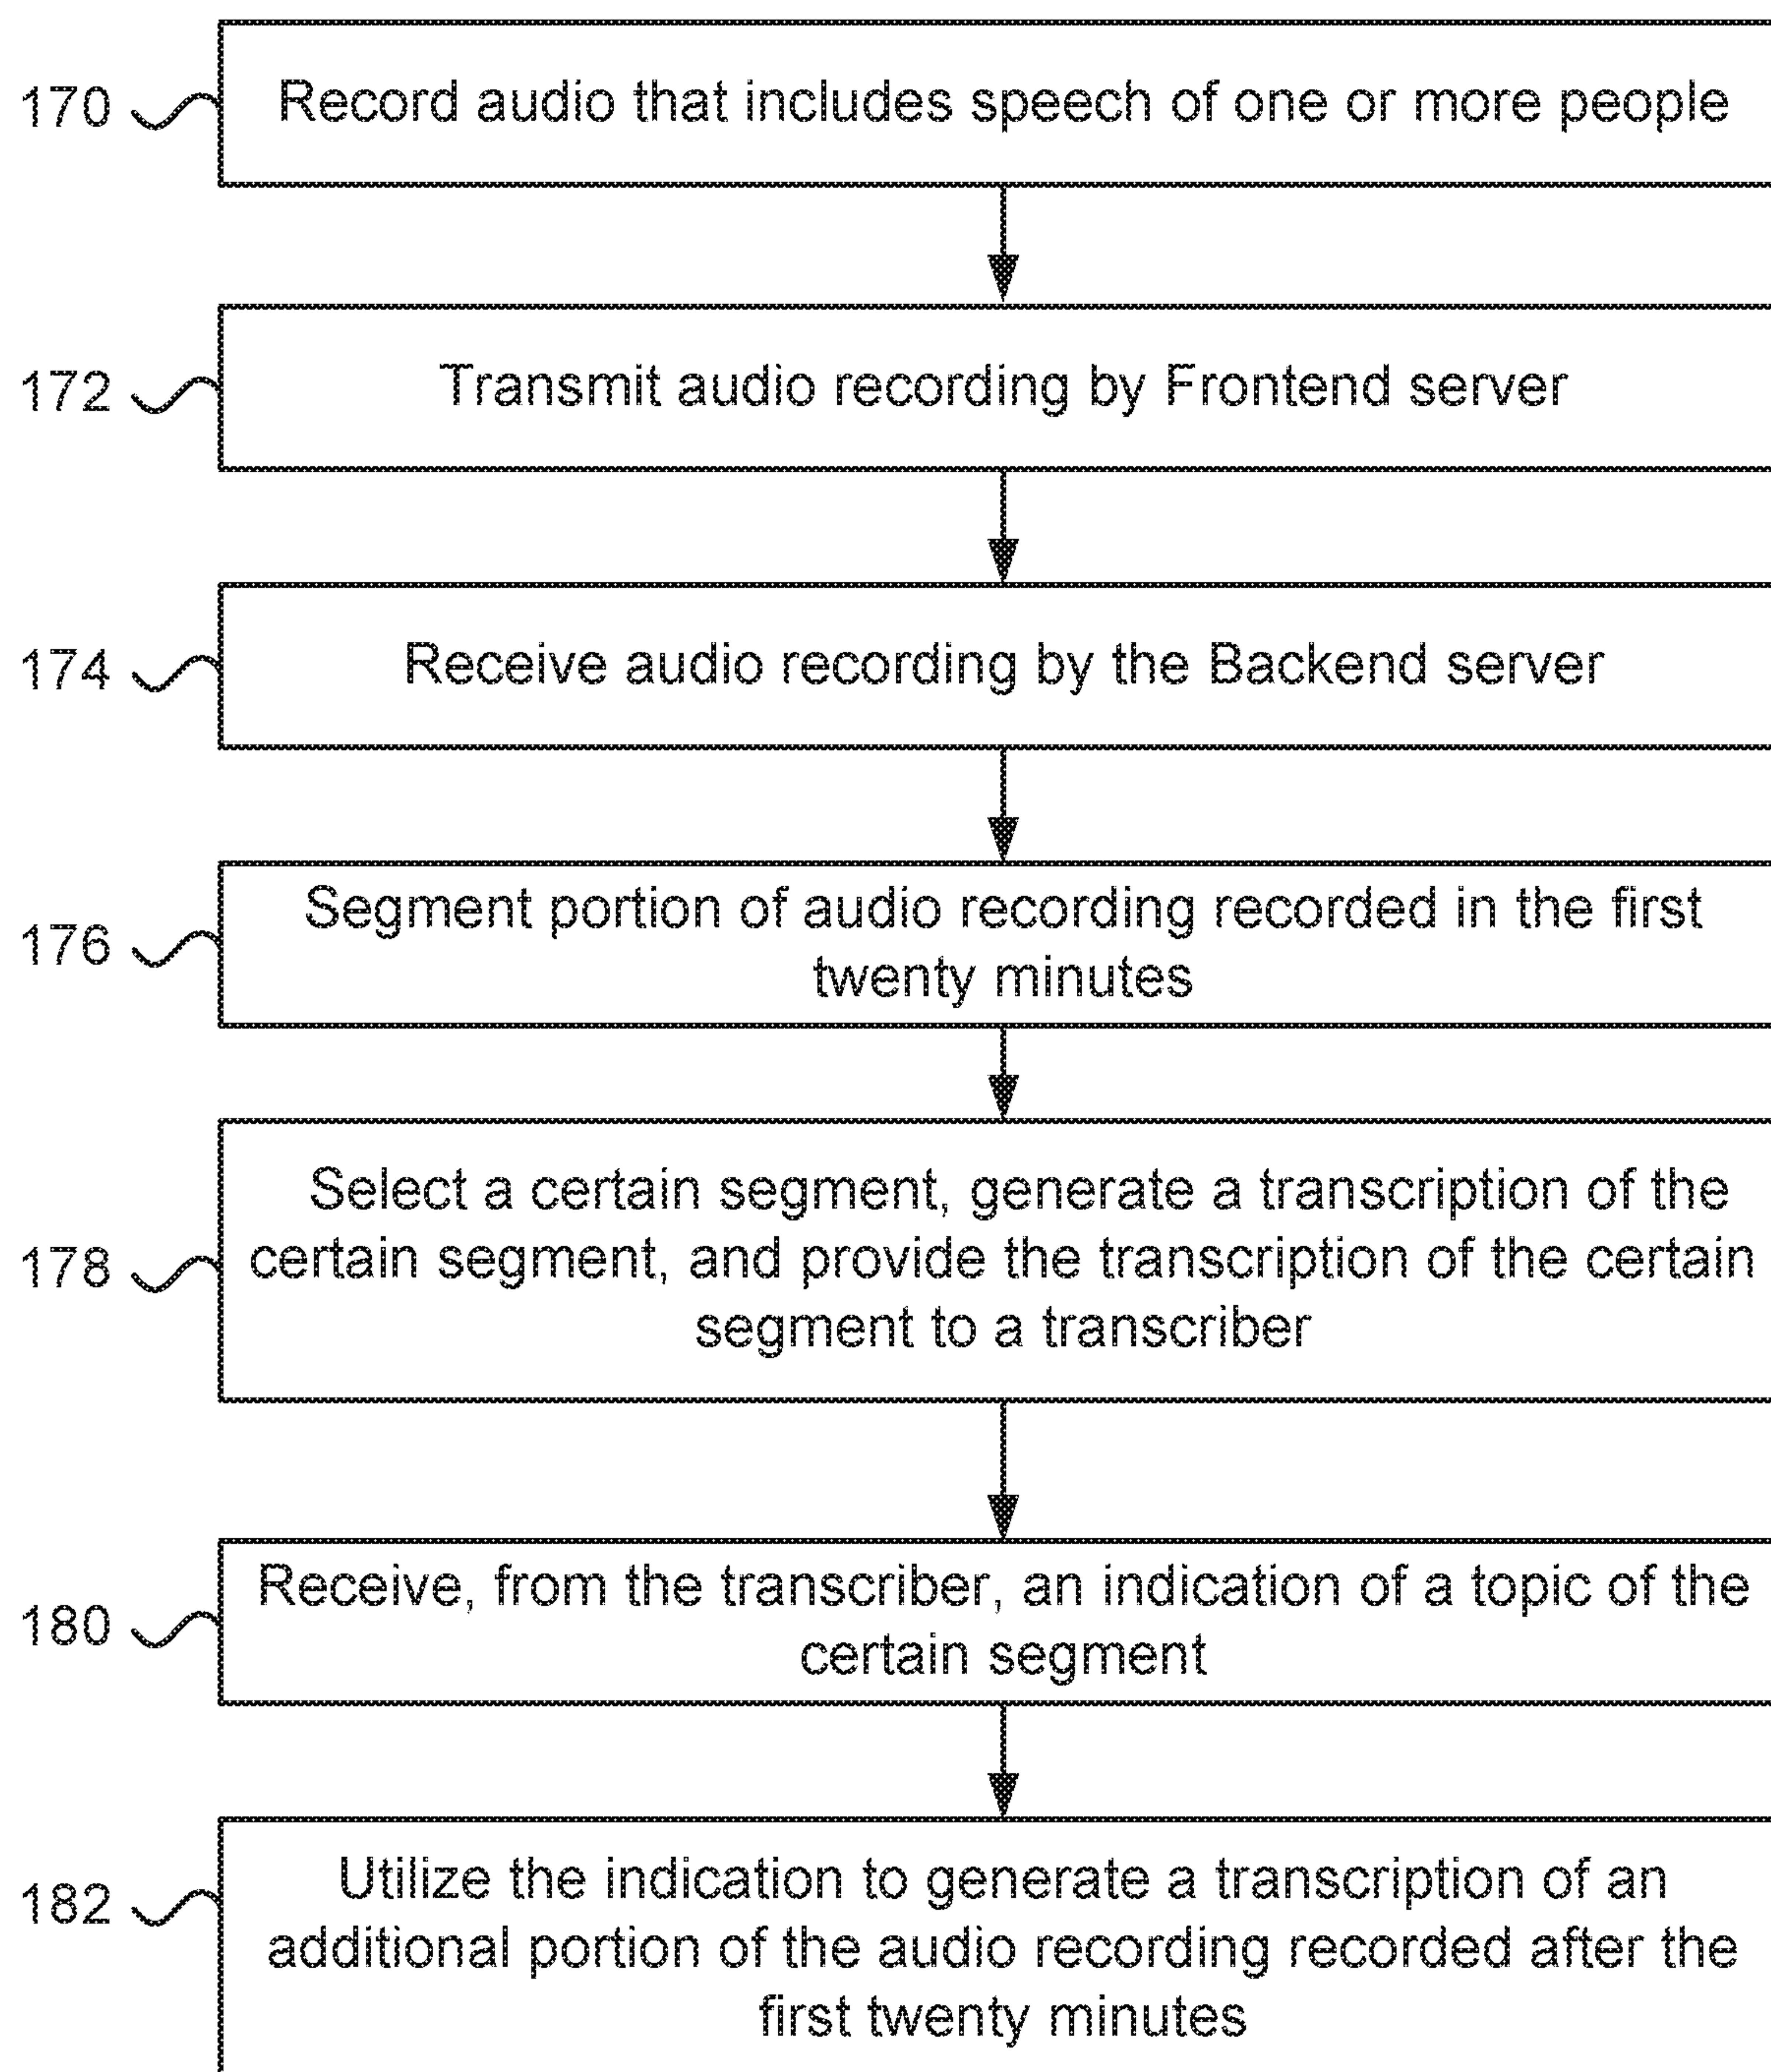 170 Record audio that includes speech of one or more people
172 Transmit audio recording by Frontend server
174 Receive audio recording by the Backend server
Segment portion of audio recording recorded in the first
176 twenty minutes
Select a certain segment, generate a transcription of the
178 certain segment, and provide the transcription of the certain
segment to a transcriber
Receive, from the transcriber, an indication of a topic of the
180 certain segment
Utilize the indication to generate a transcription of an
182 additional portion of the audio recording recorded after the
first twenty minutes